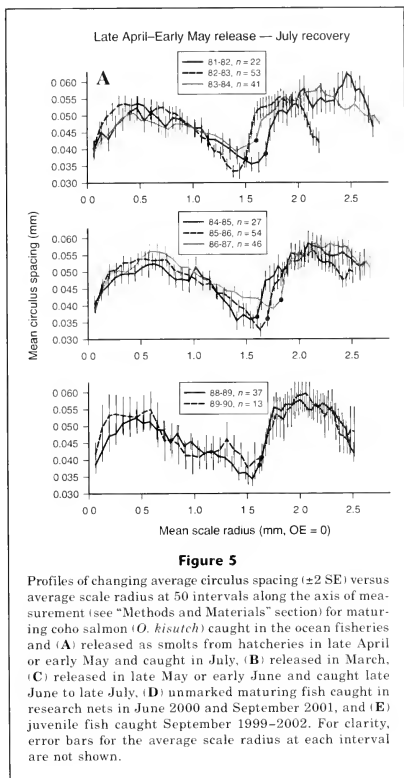 Late April–Early May release — July recovery
A
81-82, n = 22
82-83, n = 53
83-84, n = 41
0 060
0.055
0 050
0.045
0 040
0.035
0.030
0 0
0.5
1.0
1.5
2 0
2.5
Mean circulus spacing (mm)
84-85, n = 27
85-86, n = 54
86-87, n = 46
0 060
0.055
0 050
0.045
0 040
0.035
0.030
0 0
0.5
1.0
1.5
2.0
2.5
88-89, n = 37
89-90, n = 13
0 060
0.055
0 050
0.045
0 040
0.035
0.030
0 0
0.5
1 0
1.5
2 0
2.5
Mean scale radius (mm, OE = 0)
Figure 5
Profiles of changing average circulus spacing (±2 SE) versus
average scale radius at 50 intervals along the axis of mea-
surement (see “Methods and Materials” section) for matur-
ing coho salmon (O. kisutch) caught in the ocean fisheries
and (A) released as smolts from hatcheries in late April
or early May and caught in July, (B) released in March,
(C) released in late May or early June and caught late
June to late July, (D) unmarked maturing fish caught in
research nets in June 2000 and September 2001, and (E)
juvenile fish caught September 1999–2002. For clarity,
error bars for the average scale radius at each interval
are not shown.